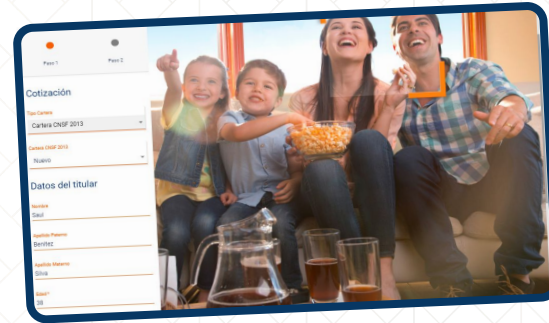 Paso 1
Paso 2
Cotización
Tipo Cartera
Cartera CNSF 2013
Cartera CNSF 2013
Nuevo
Datos del titular
Nombre
Saul
Apellido Paterno
Benitez
Apellido Materno
Silva
Edad *
38